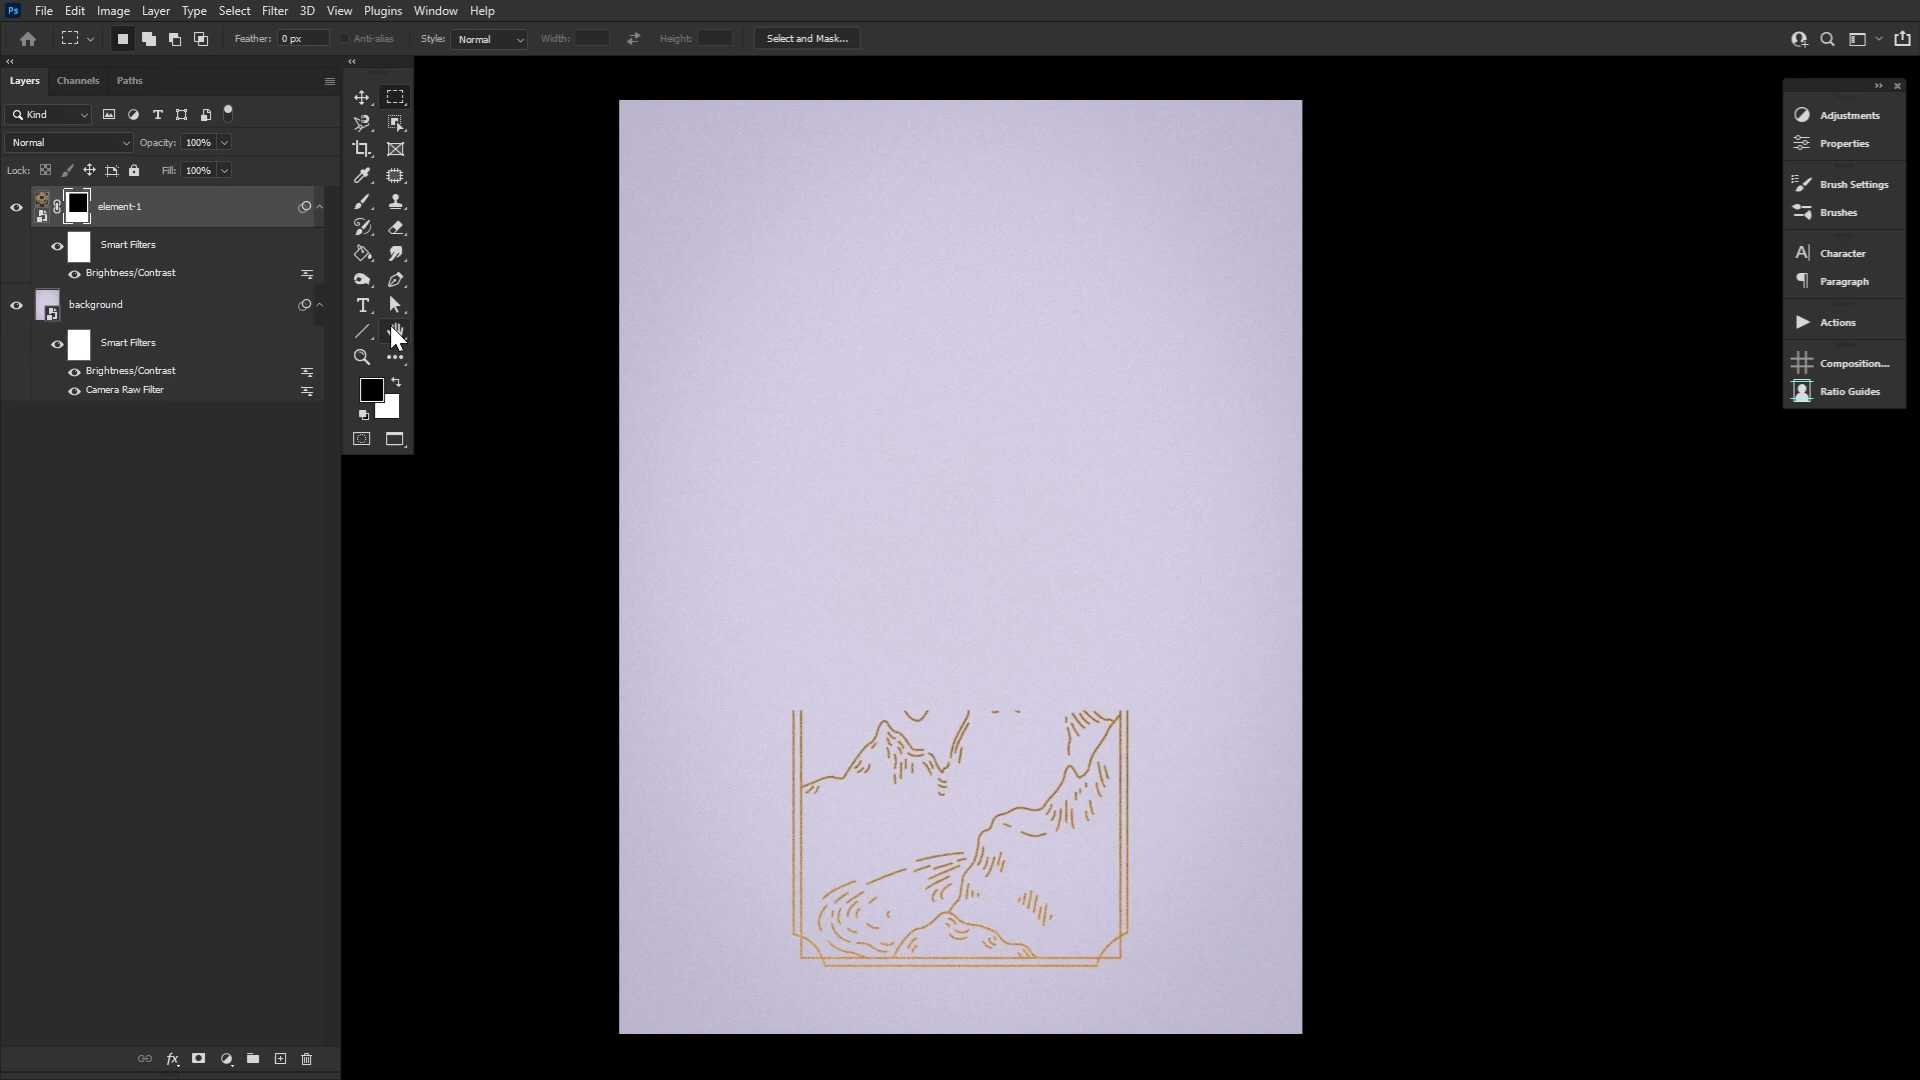 Ps File Edit Image Layer Type Select Filter 3D View Plugins Window Help
Feather: 0 px Anti-alias Style: Normal Width: Height: Select and Mask...
Layers Channels Paths
Kind
Normal Opacity: 100%
Lock: Fill: 100%
element-1
Smart Filters
Brightness/Contrast
background
Smart Filters
Brightness/Contrast
Camera Raw Filter
fx
Adjustments
Properties
Brush Settings
Brushes
Character
Paragraph
Actions
Composition...
Ratio Guides